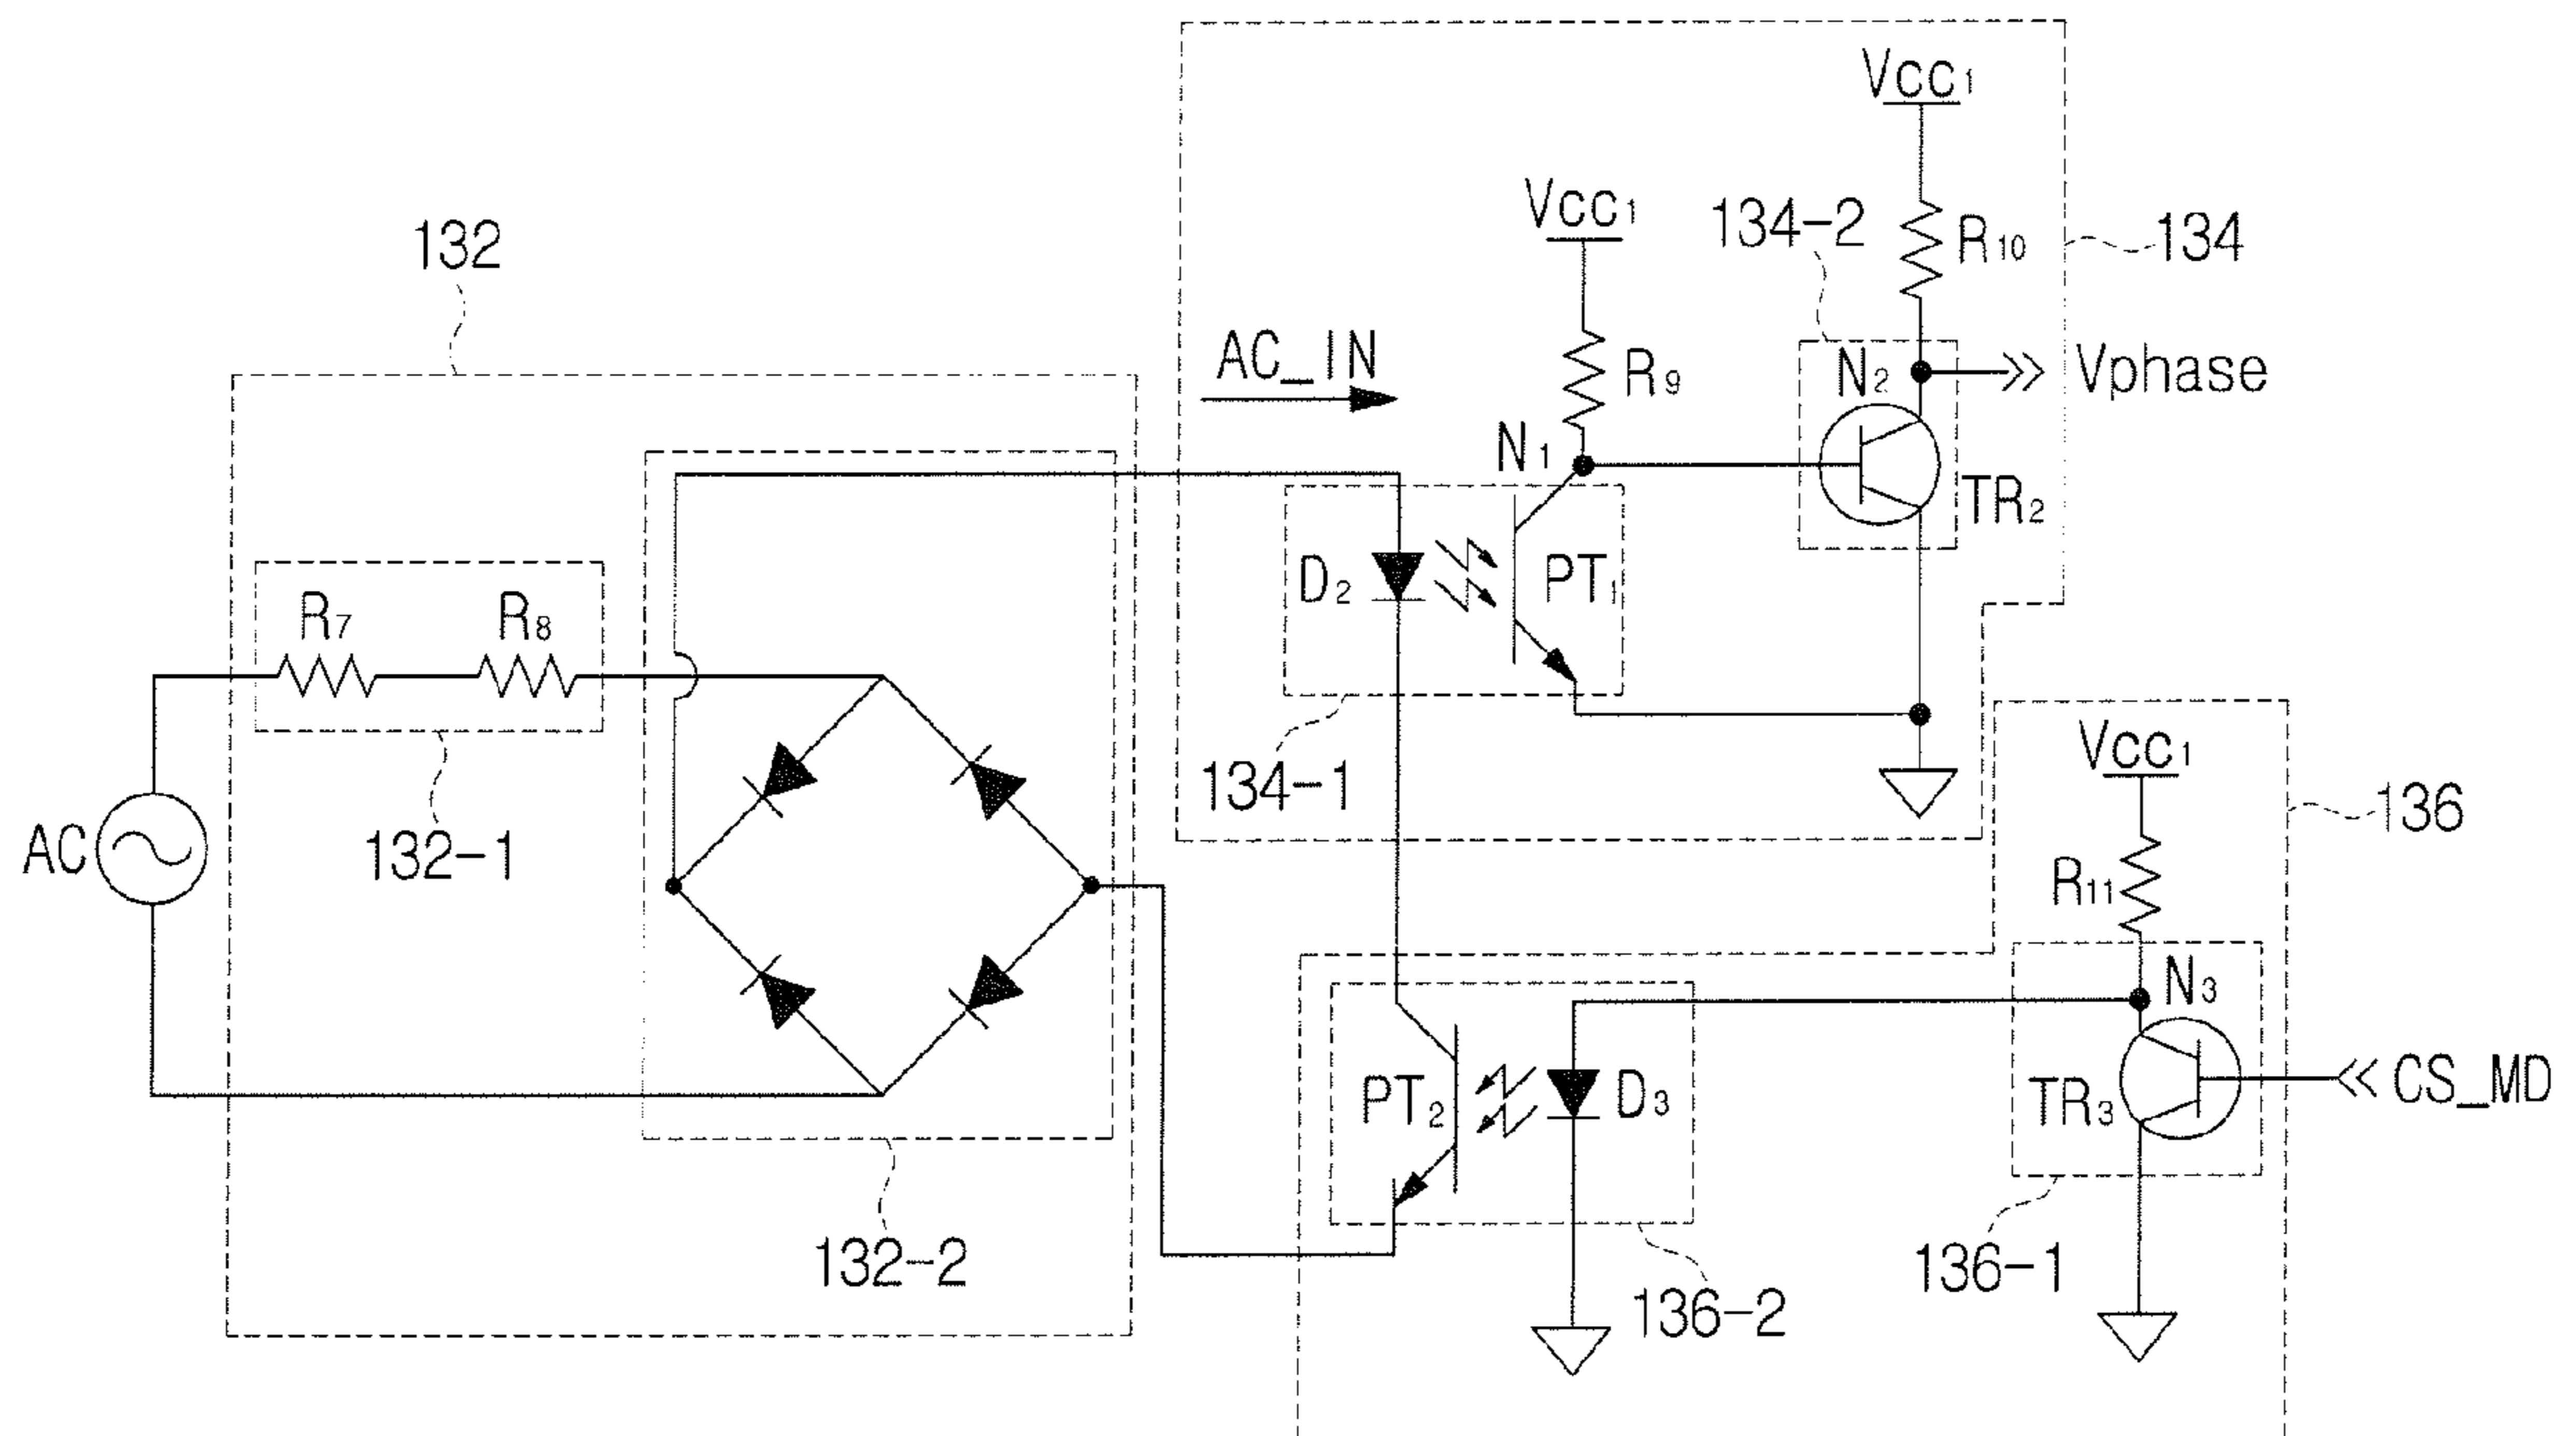 Vcc1
Vcc1
134-2
R10
134
132
AC_IN
R9
N2
Vphase
N1
TR2
D2
PT1
R7
R8
134-1
Vcc1
136
AC
132-1
R11
N3
PT2
D3
TR3
CS_MD
132-2
136-2
136-1